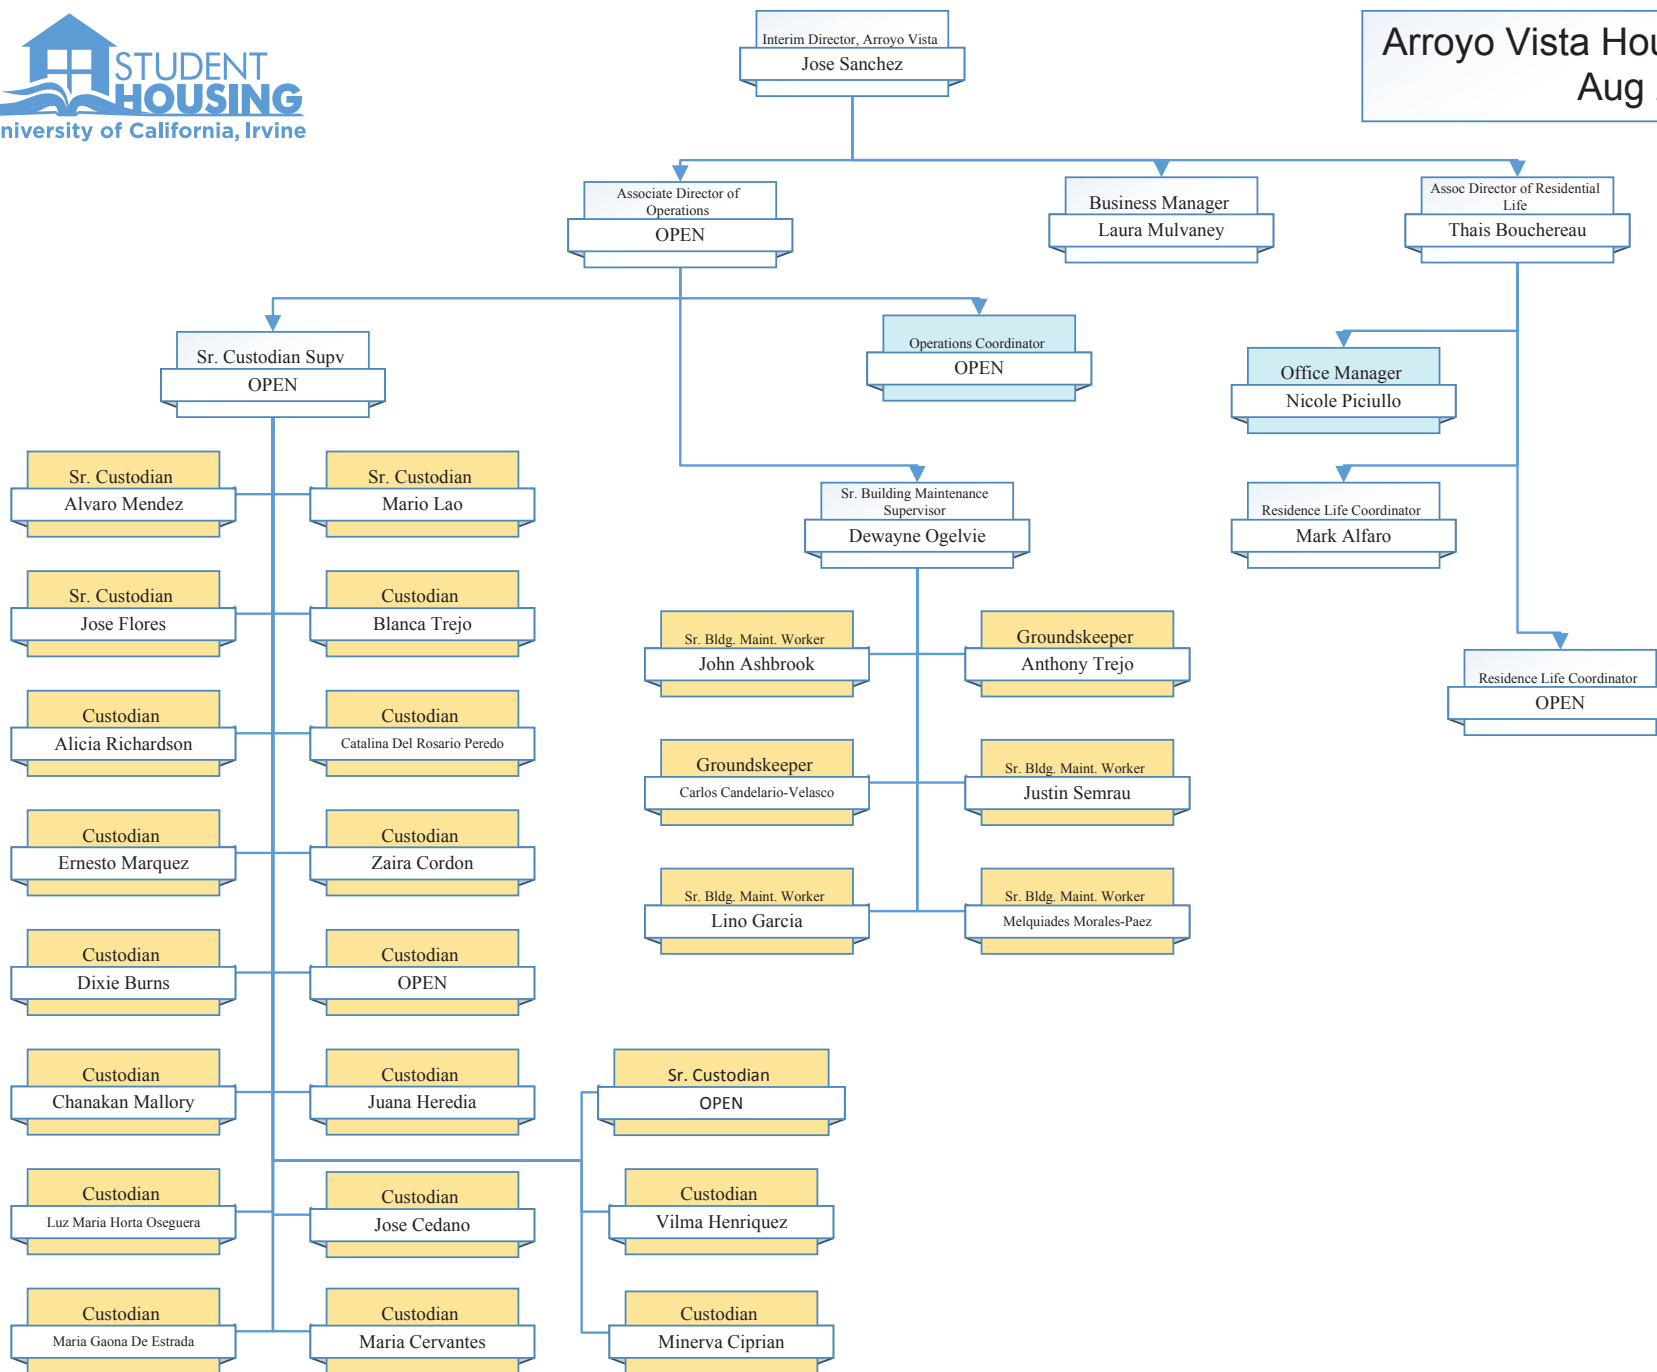 STUDENT
HOUSING
niversity of California, Irvine
Interim Director, Arroyo Vista
Jose Sanchez
Arroyo Vista Hou
Aug
Associate Director of
Operations
OPEN
Business Manager
Laura Mulvaney
Assoc Director of Residential
Life
Thais Bouchereau
Sr. Custodian Supv
OPEN
Operations Coordinator
OPEN
Office Manager
Nicole Piciullo
Sr. Custodian
Alvaro Mendez
Sr. Custodian
Mario Lao
Sr. Building Maintenance
Supervisor
Dewayne Ogelvie
Residence Life Coordinator
Mark Alfaro
Sr. Custodian
Jose Flores
Custodian
Blanca Trejo
Sr. Bldg. Maint. Worker
John Ashbrook
Groundskeeper
Anthony Trejo
Residence Life Coordinator
OPEN
Custodian
Alicia Richardson
Custodian
Catalina Del Rosario Peredo
Groundskeeper
Carlos Candelario-Velasco
Sr. Bldg. Maint. Worker
Justin Semrau
Custodian
Ernesto Marquez
Custodian
Zaira Cordon
Sr. Bldg. Maint. Worker
Lino Garcia
Sr. Bldg. Maint. Worker
Melquiades Morales-Paez
Custodian
Dixie Burns
Custodian
OPEN
Custodian
Chanakan Mallory
Custodian
Juana Heredia
Sr. Custodian
OPEN
Custodian
Luz Maria Horta Oseguera
Custodian
Jose Cedano
Custodian
Vilma Henriquez
Custodian
Maria Gaona De Estrada
Custodian
Maria Cervantes
Custodian
Minerva Ciprian